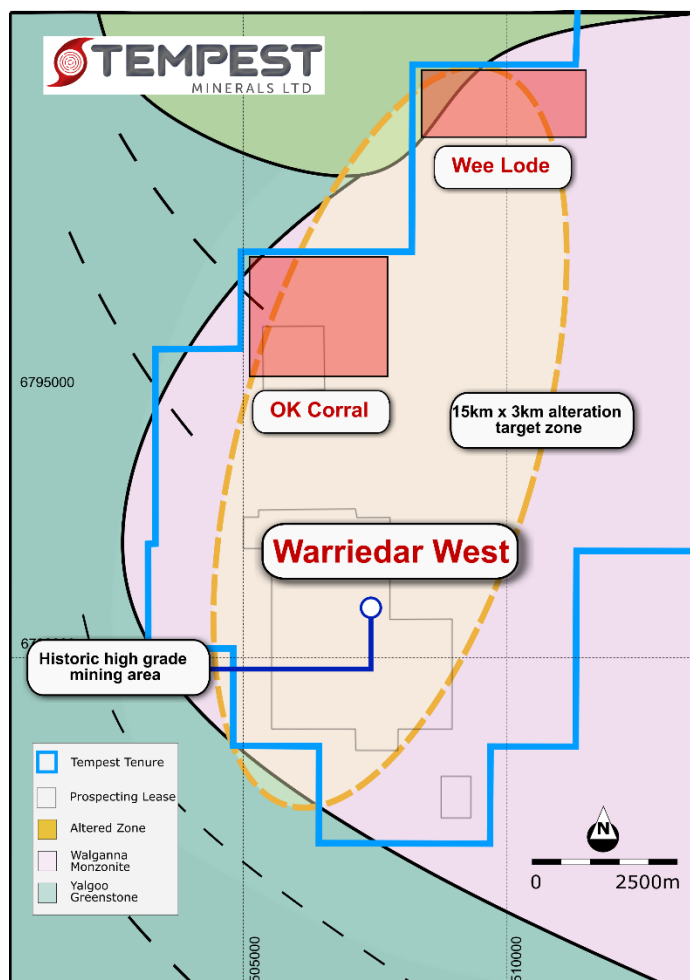 TEMPEST
MINERALS LTD
Wee Lode
6795000
OK Corral
15km x 3km alteration
target zone
Warriedar West
Historic high grade
mining area
Tempest Tenure
Prospecting Lease
Altered Zone
Walganna
Monzonite
Yalgoo
Greenstone
N
0 2500m
510000